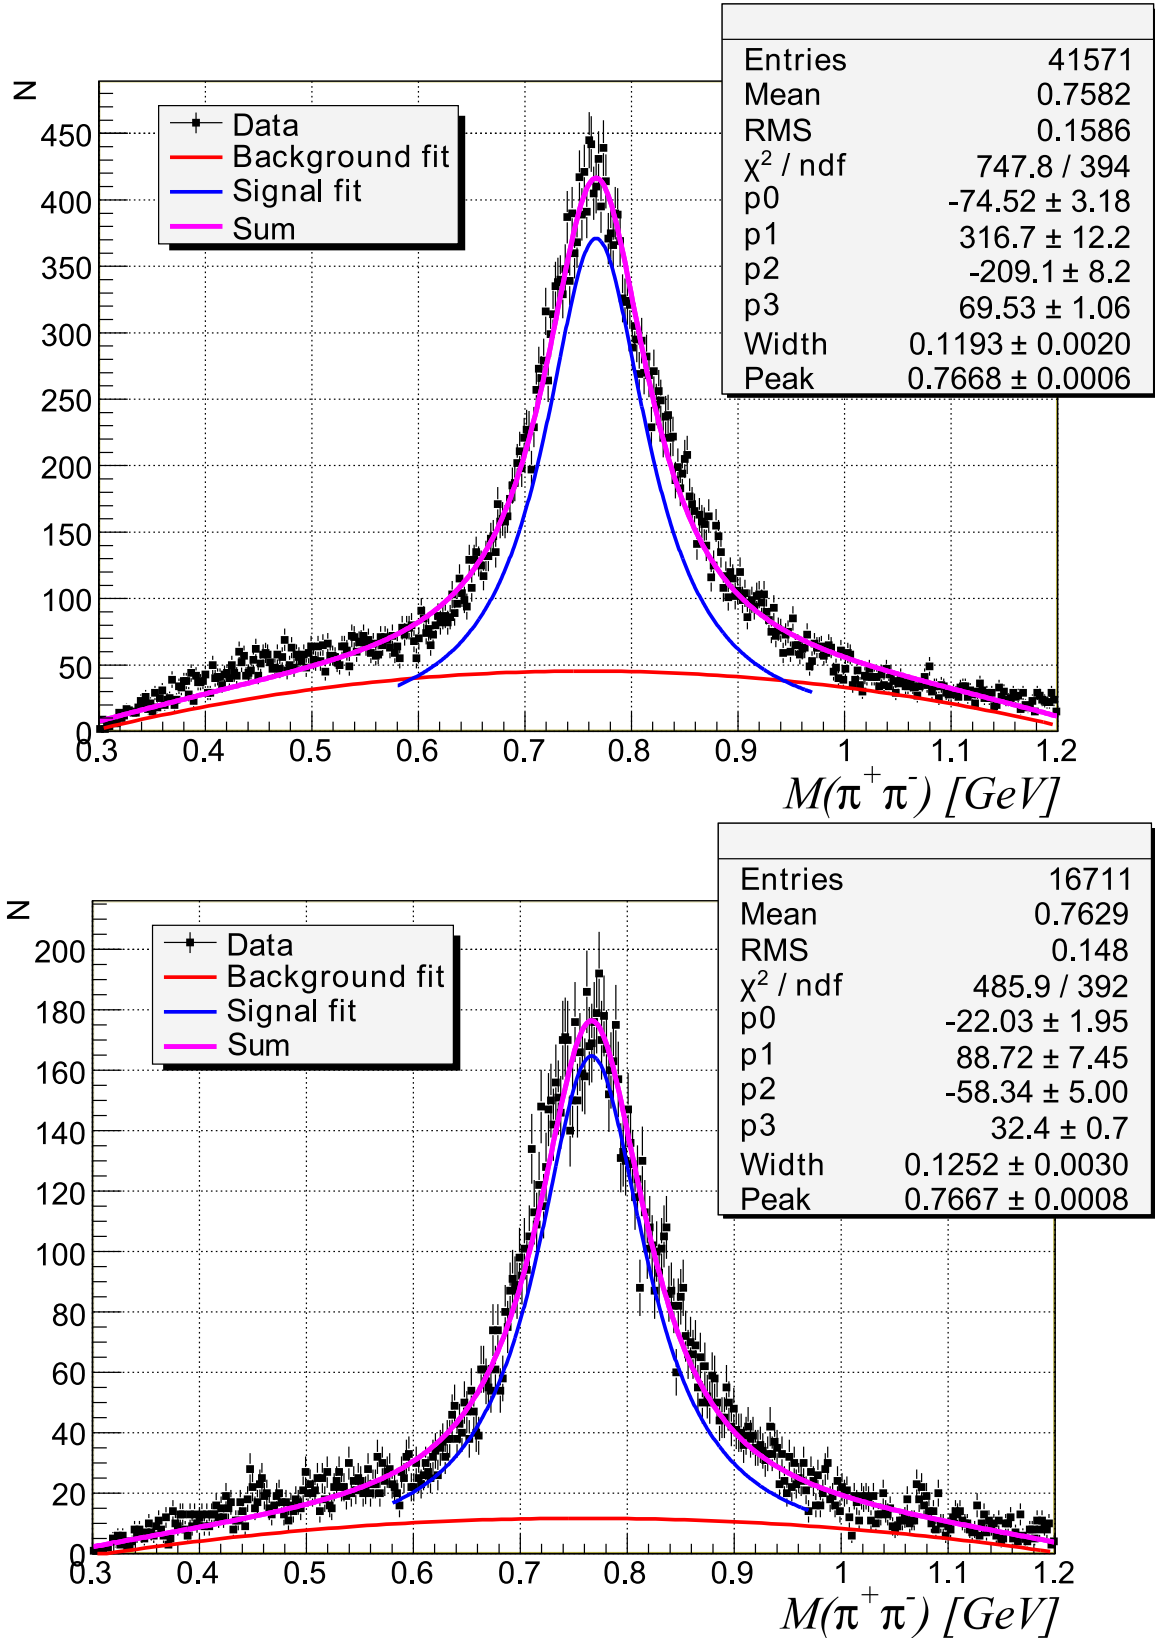 Entries 41571
Mean 0.7582
RMS 0.1586
χ² / ndf 747.8 / 394
p0 -74.52 ± 3.18
p1 316.7 ± 12.2
p2 -209.1 ± 8.2
p3 69.53 ± 1.06
Width 0.1193 ± 0.0020
Peak 0.7668 ± 0.0006
N
Data
Background fit
Signal fit
Sum
450
400
350
300
250
200
150
100
50
0
0.3 0.4 0.5 0.6 0.7 0.8 0.9 1 1.1 1.2
M(π⁺π⁻) [GeV]
Entries 16711
Mean 0.7629
RMS 0.148
χ² / ndf 485.9 / 392
p0 -22.03 ± 1.95
p1 88.72 ± 7.45
p2 -58.34 ± 5.00
p3 32.4 ± 0.7
Width 0.1252 ± 0.0030
Peak 0.7667 ± 0.0008
N
Data
Background fit
Signal fit
Sum
200
180
160
140
120
100
80
60
40
20
0
0.3 0.4 0.5 0.6 0.7 0.8 0.9 1 1.1 1.2
M(π⁺π⁻) [GeV]